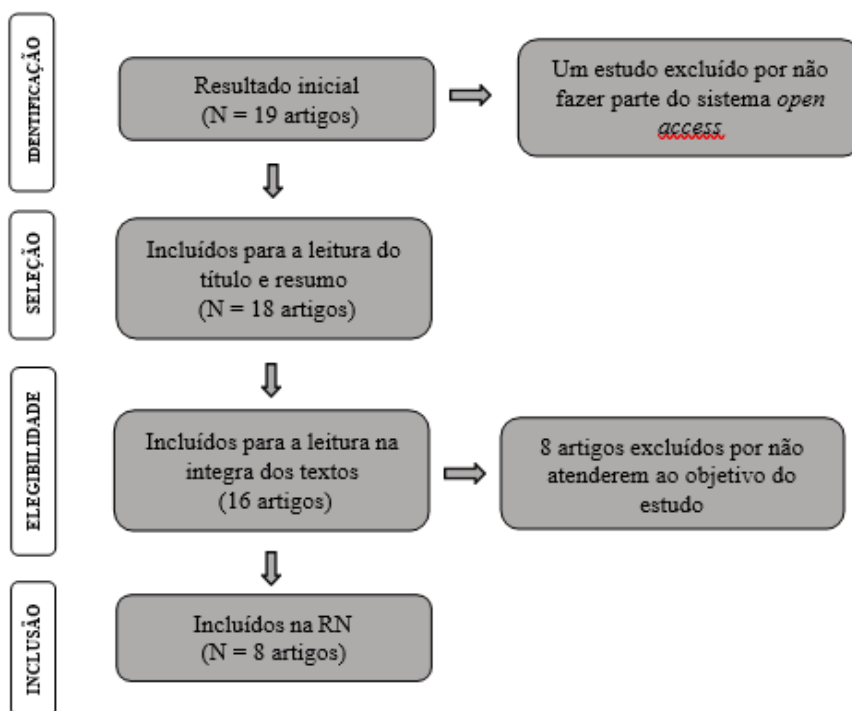 IDENTIFICAÇÃO
Resultado inicial
(N = 19 artigos)
Um estudo excluído por não
fazer parte do sistema open
access
SELEÇÃO
Incluídos para a leitura do
título e resumo
(N = 18 artigos)
ELEGIBILIDADE
Incluídos para a leitura na
integra dos textos
(16 artigos)
8 artigos excluídos por não
atenderem ao objetivo do
estudo
INCLUSÃO
Incluídos na RN
(N = 8 artigos)